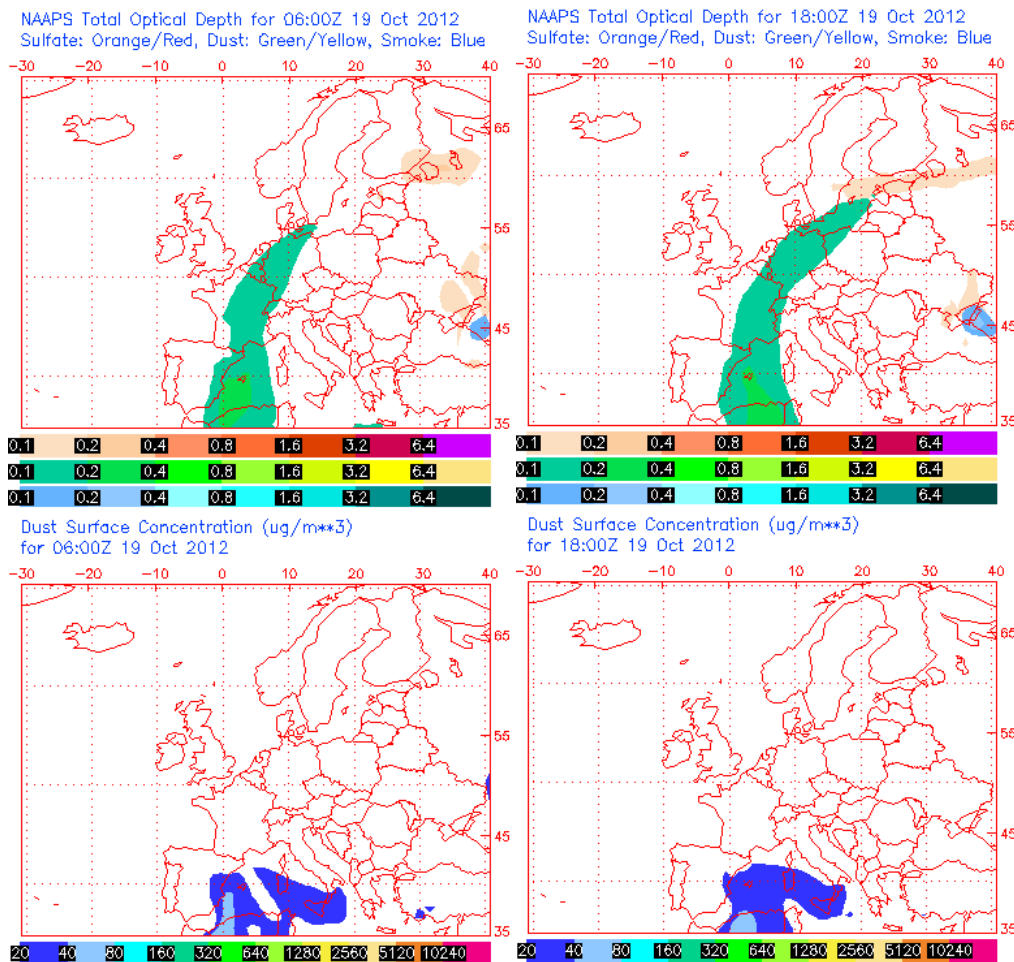 NAAPS Total Optical Depth for 06:00Z 19 Oct 2012
Sulfate: Orange/Red, Dust: Green/Yellow, Smoke: Blue
-30 -20 -10 0 10 20 30 40
65
55
45
35
0.1 0.2 0.4 0.8 1.6 3.2 6.4
0.1 0.2 0.4 0.8 1.6 3.2 6.4
0.1 0.2 0.4 0.8 1.6 3.2 6.4
NAAPS Total Optical Depth for 18:00Z 19 Oct 2012
Sulfate: Orange/Red, Dust: Green/Yellow, Smoke: Blue
-30 -20 -10 0 10 20 30 40
65
55
45
35
0.1 0.2 0.4 0.8 1.6 3.2 6.4
0.1 0.2 0.4 0.8 1.6 3.2 6.4
0.1 0.2 0.4 0.8 1.6 3.2 6.4
Dust Surface Concentration (ug/m**3)
for 06:00Z 19 Oct 2012
-30 -20 -10 0 10 20 30 40
65
55
45
35
20 40 80 160 320 640 1280 2560 5120 10240
Dust Surface Concentration (ug/m**3)
for 18:00Z 19 Oct 2012
-30 -20 -10 0 10 20 30 40
65
55
45
35
20 40 80 160 320 640 1280 2560 5120 10240